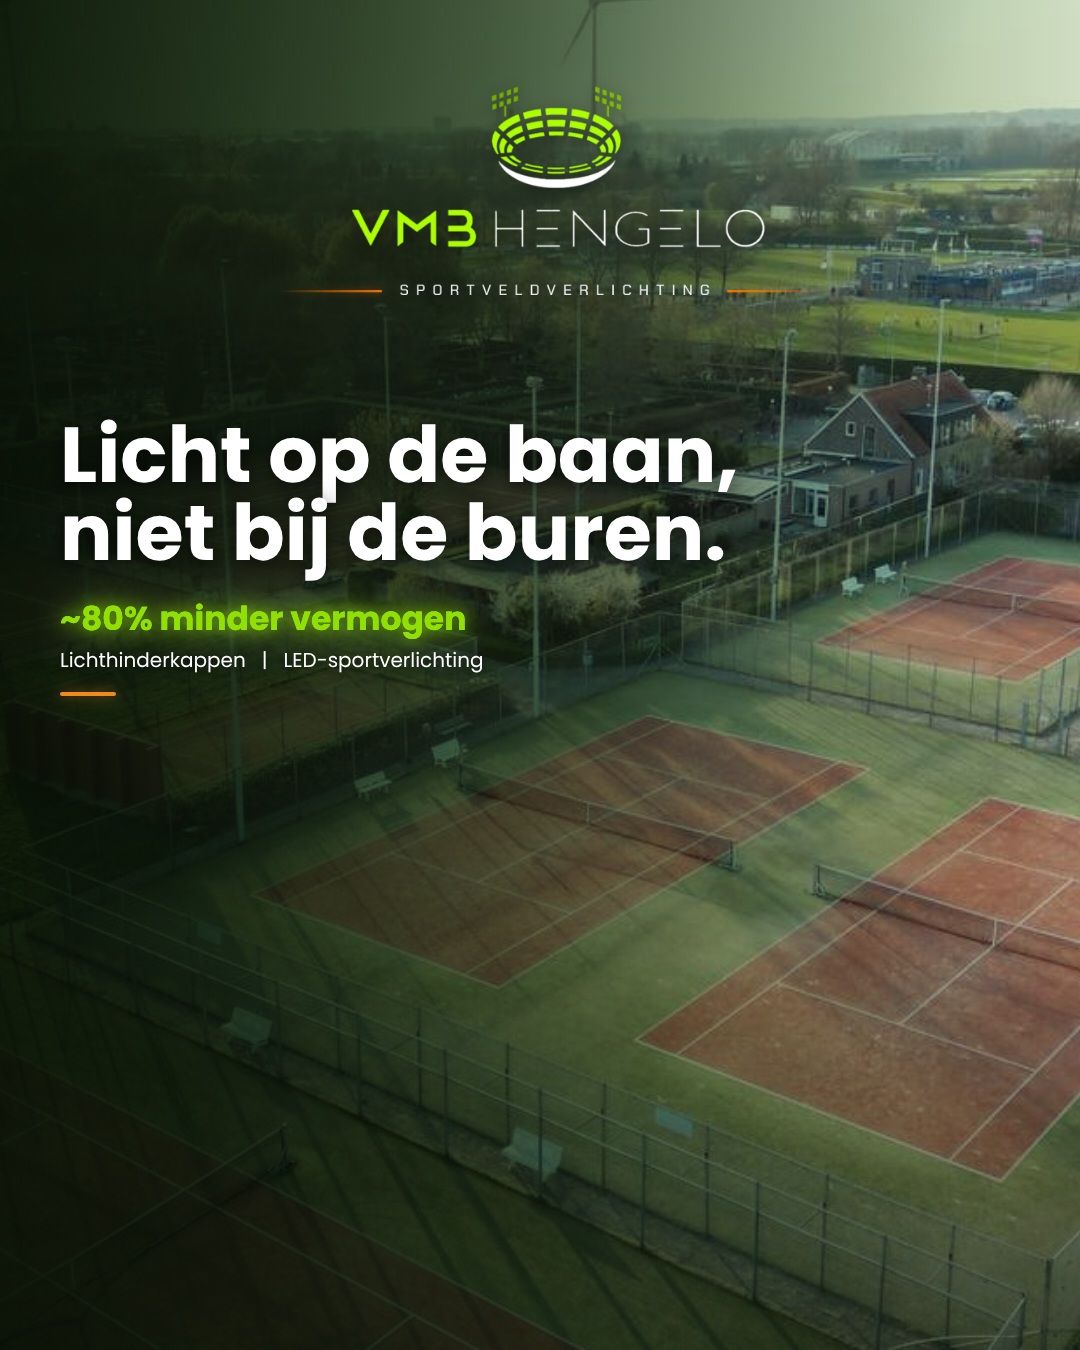 VMB HENGELO
SPORTVELDVERLICHTING
Licht op de baan,
niet bij de buren.
~80% minder vermogen
Lichthinderkappen | LED-sportverlichting